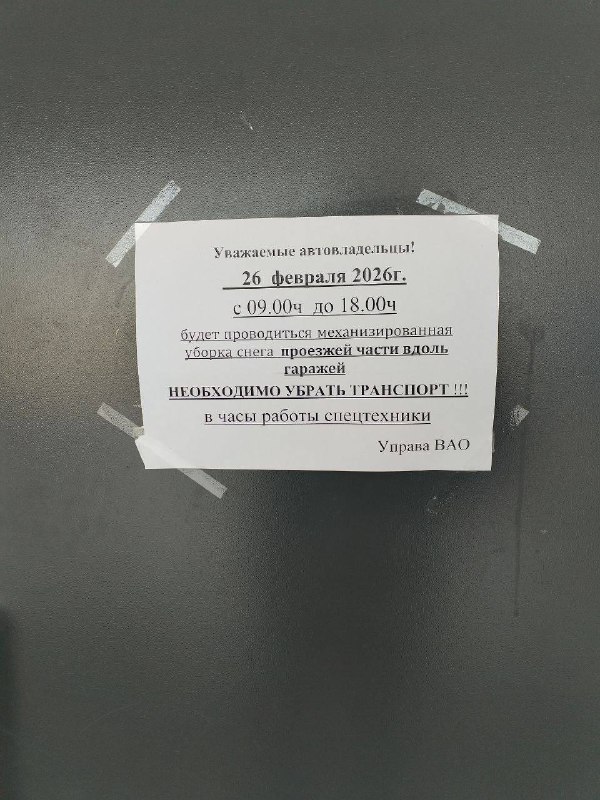 Уважаемые автовладельцы!
26 февраля 2026г.
с 09.00ч до 18.00ч
будет проводиться механизированная
уборка снега проезжей части вдоль
гаражей
НЕОБХОДИМО УБРАТЬ ТРАНСПОРТ !!!
в часы работы спецтехники
Управа ВАО